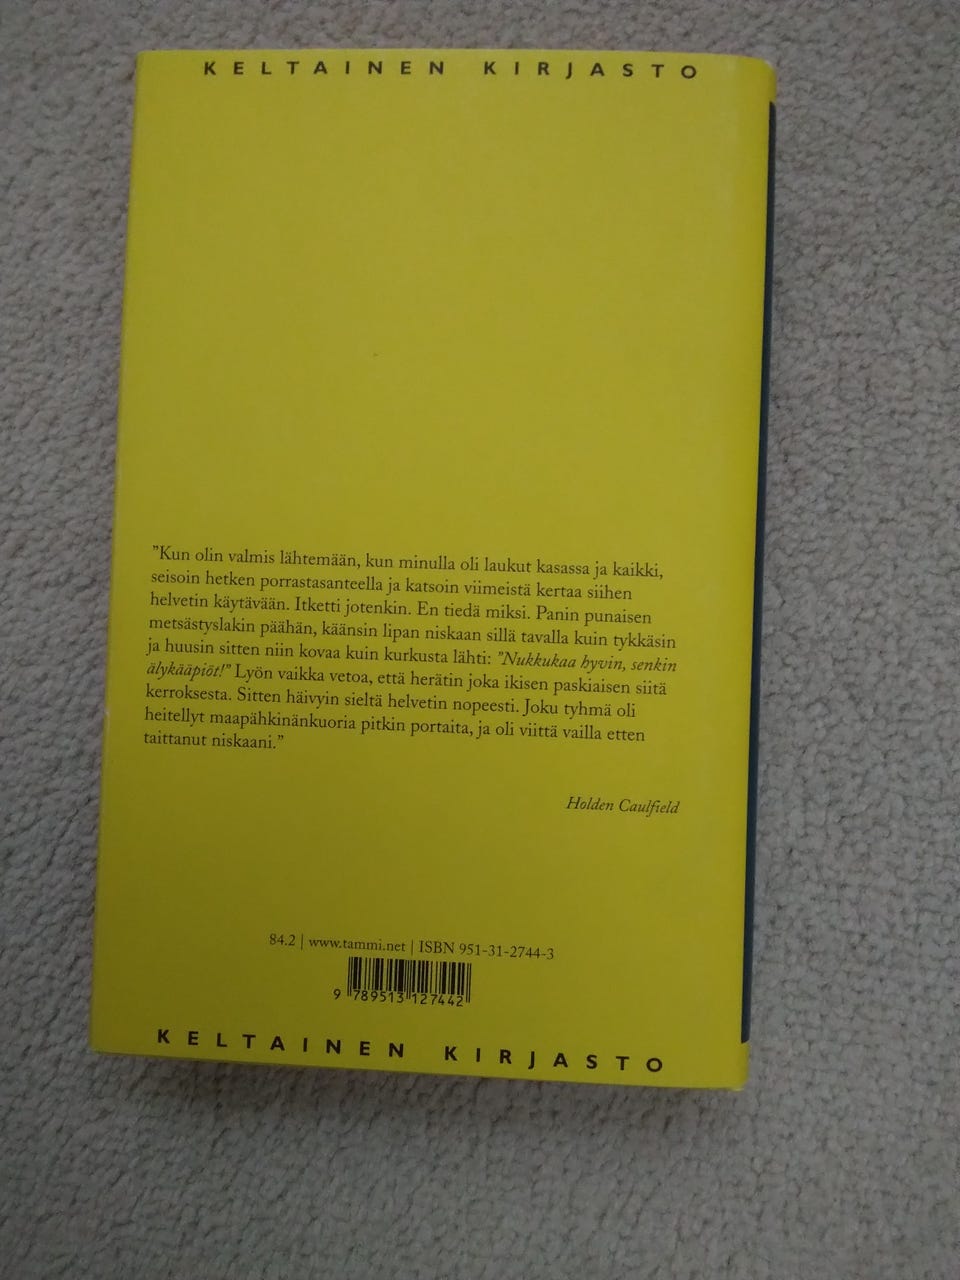 KELTAINEN KIRJASTO
”Kun olin valmis lähtemään, kun minulla oli laukut kasassa ja kaikki,
seisoin hetken porrastasanteella ja katsoin viimeistä kertaa siihen
helvetin käytävään. Itketti jotenkin. En tiedä miksi. Panin punaisen
metsästyslakin päähän, käänsin lipan niskaan sillä tavalla kuin tykkäsin
ja huusin sitten niin kovaa kuin kurkusta lähti: ”Nukkukaa hyvin, senkin
älykääpiöt!” Lyön vaikka vetoa, että herätin joka ikisen paskiaisen siitä
kerroksesta. Sitten häivyin sieltä helvetin nopeesti. Joku tyhmä oli
heitellyt maapähkinänkuoria pitkin portaita, ja oli viittä vailla etten
taittanut niskaani.”
Holden Caulfield
84.2 | www.tammi.net | ISBN 951-31-2744-3
9 789513 127442
KELTAINEN KIRJASTO